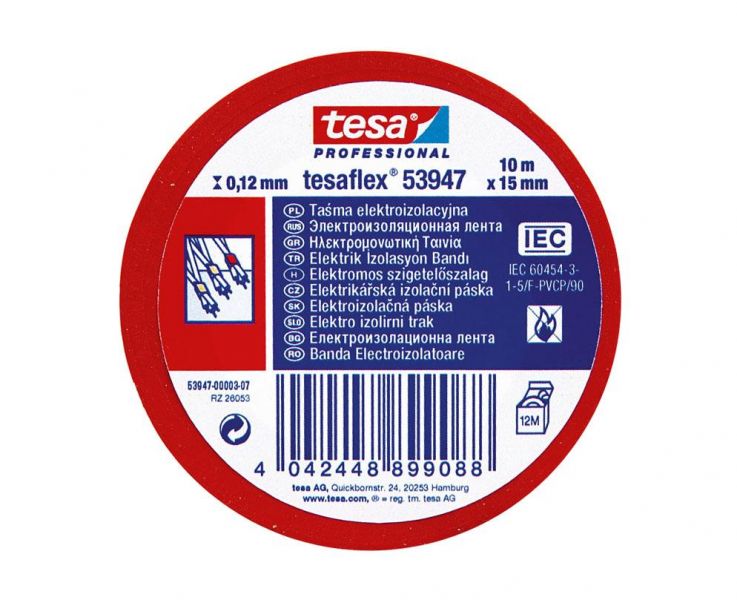 tesa®
PROFESSIONAL
0,12 mm tesaflex® 53947 10 m x 15 mm
PL Taśma elektroizolacyjna
RUS Электроизоляционная лента
GR Ηλεκτρομονωτική Ταινία
TR Elektrik İzolasyon Bandı
H Elektromos szigetelőszalag
CZ Elektrikářská izolační páska
SK Elektroizolačná páska
SLO Elektro izolirni trak
BG Електроизолационна лента
RO Banda Electroizolatoare
IEC
IEC 60454-3-
1-5/F-PVCP/90
53947-00003-07
RZ 26053
12M
4 042448 899088
tesa AG, Quickbornstr. 24, 20253 Hamburg
www.tesa.com, ® = reg. tm. tesa AG